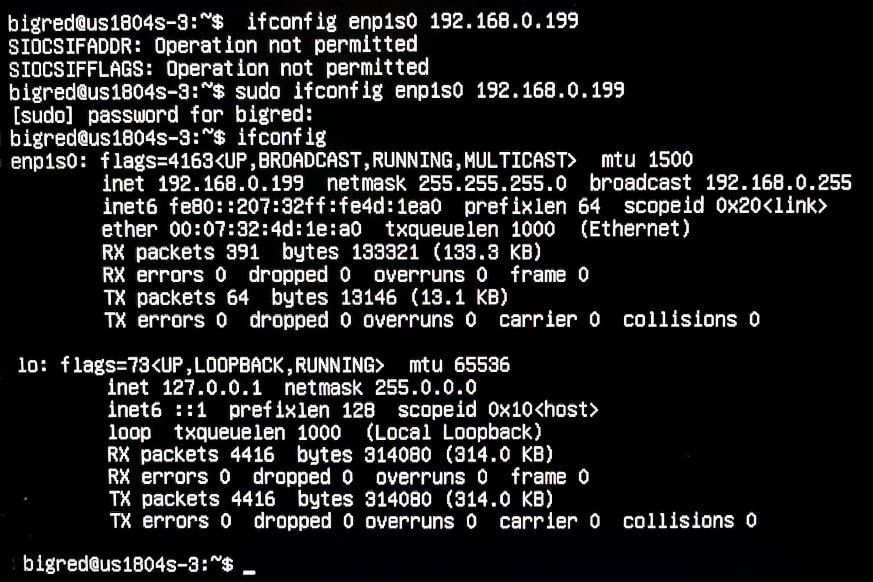 bigred@us1804s-3:~$  ifconfig enp1s0 192.168.0.199
SIOCSIFADDR: Operation not permitted
SIOCSIFFLAGS: Operation not permitted
bigred@us1804s-3:~$ sudo ifconfig enp1s0 192.168.0.199
[sudo] password for bigred:
bigred@us1804s-3:~$ ifconfig
enp1s0: flags=4163<UP,BROADCAST,RUNNING,MULTICAST>  mtu 1500
        inet 192.168.0.199  netmask 255.255.255.0  broadcast 192.168.0.255
        inet6 fe80::207:32ff:fe4d:1ea0  prefixlen 64  scopeid 0x20<link>
        ether 00:07:32:4d:1e:a0  txqueuelen 1000  (Ethernet)
        RX packets 391  bytes 133321 (133.3 KB)
        RX errors 0  dropped 0  overruns 0  frame 0
        TX packets 64  bytes 13146 (13.1 KB)
        TX errors 0  dropped 0 overruns 0  carrier 0  collisions 0

lo: flags=73<UP,LOOPBACK,RUNNING>  mtu 65536
        inet 127.0.0.1  netmask 255.0.0.0
        inet6 ::1  prefixlen 128  scopeid 0x10<host>
        loop  txqueuelen 1000  (Local Loopback)
        RX packets 4416  bytes 314080 (314.0 KB)
        RX errors 0  dropped 0  overruns 0  frame 0
        TX packets 4416  bytes 314080 (314.0 KB)
        TX errors 0  dropped 0 overruns 0  carrier 0  collisions 0

bigred@us1804s-3:~$ _